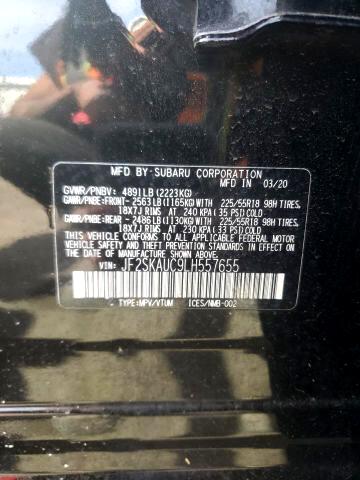 MFD BY: SUBARU CORPORATION
MFD IN 03/20
GVWR/PNBV: 4891LB (2223KG)
GAWR/PNBE: FRONT-2563LB (1165KG) WITH/AVEC 225/55R18 98H TIRES,
18X7J RIMS AT 240 KPA (35 PSI) COLD
GAWR/PNBE: REAR -2486LB (1130KG) WITH/AVEC 225/55R18 98H TIRES,
18X7J RIMS AT 230 KPA (33 PSI) COLD
THIS VEHICLE CONFORMS TO ALL APPLICABLE FEDERAL MOTOR
VEHICLE SAFETY AND BUMPER STANDARDS IN EFFECT ON THE DATE
OF MANUFACTURE SHOWN ABOVE.
VIN: JF2SKAUC9LH557655
TYPE:MPV/VTUM ICES/NMB-002